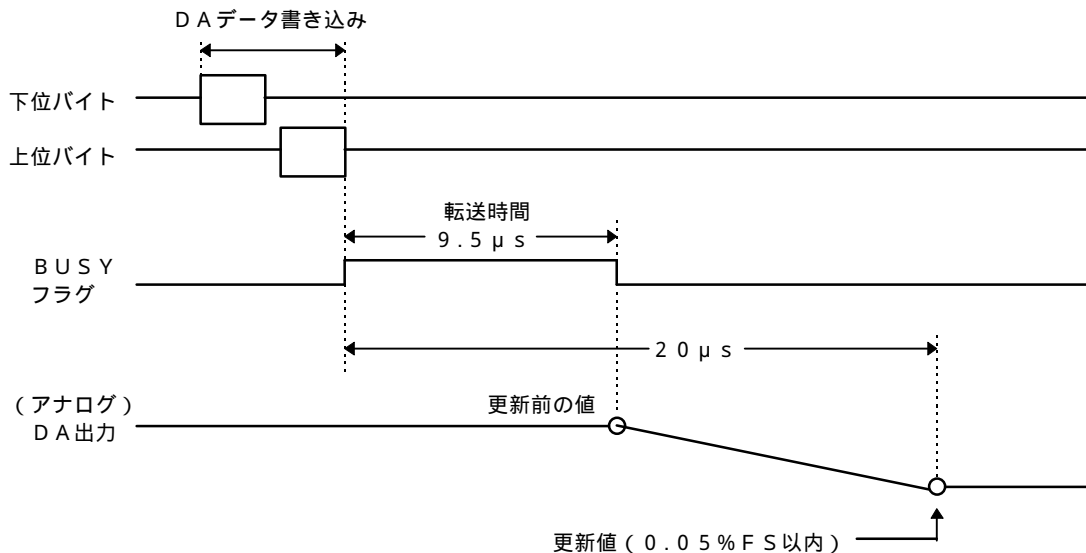 ＤＡデータ書き込み
下位バイト
上位バイト
転送時間
９.５μｓ
ＢＵＳＹ
フラグ
２０μｓ
（アナログ）
ＤＡ出力
更新前の値
更新値（０.０５％ＦＳ以内）